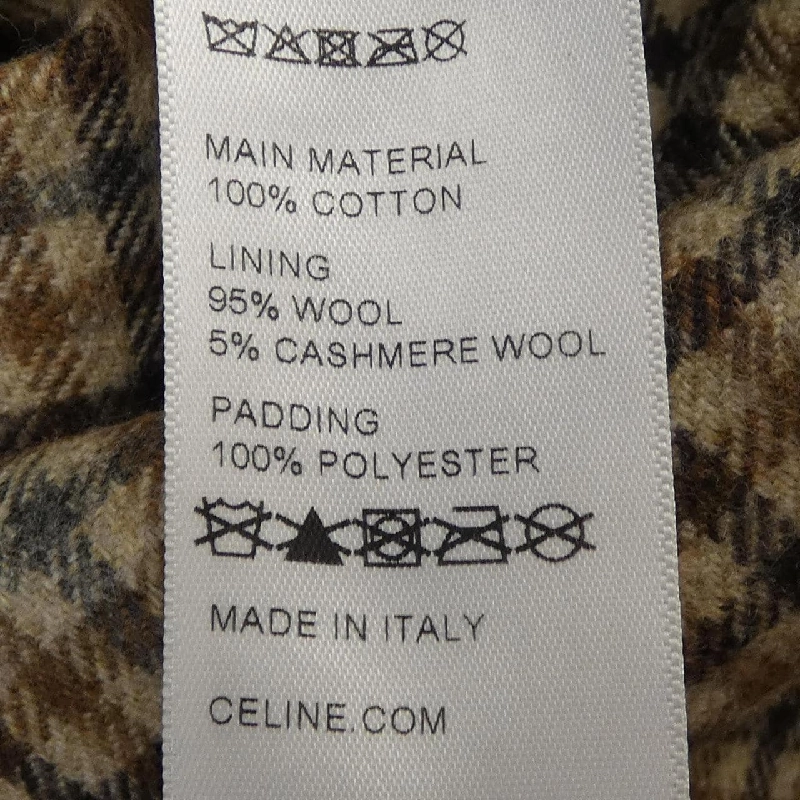 MAIN MATERIAL
100% COTTON
LINING
95% WOOL
5% CASHMERE WOOL
PADDING
100% POLYESTER
MADE IN ITALY
CELINE.COM